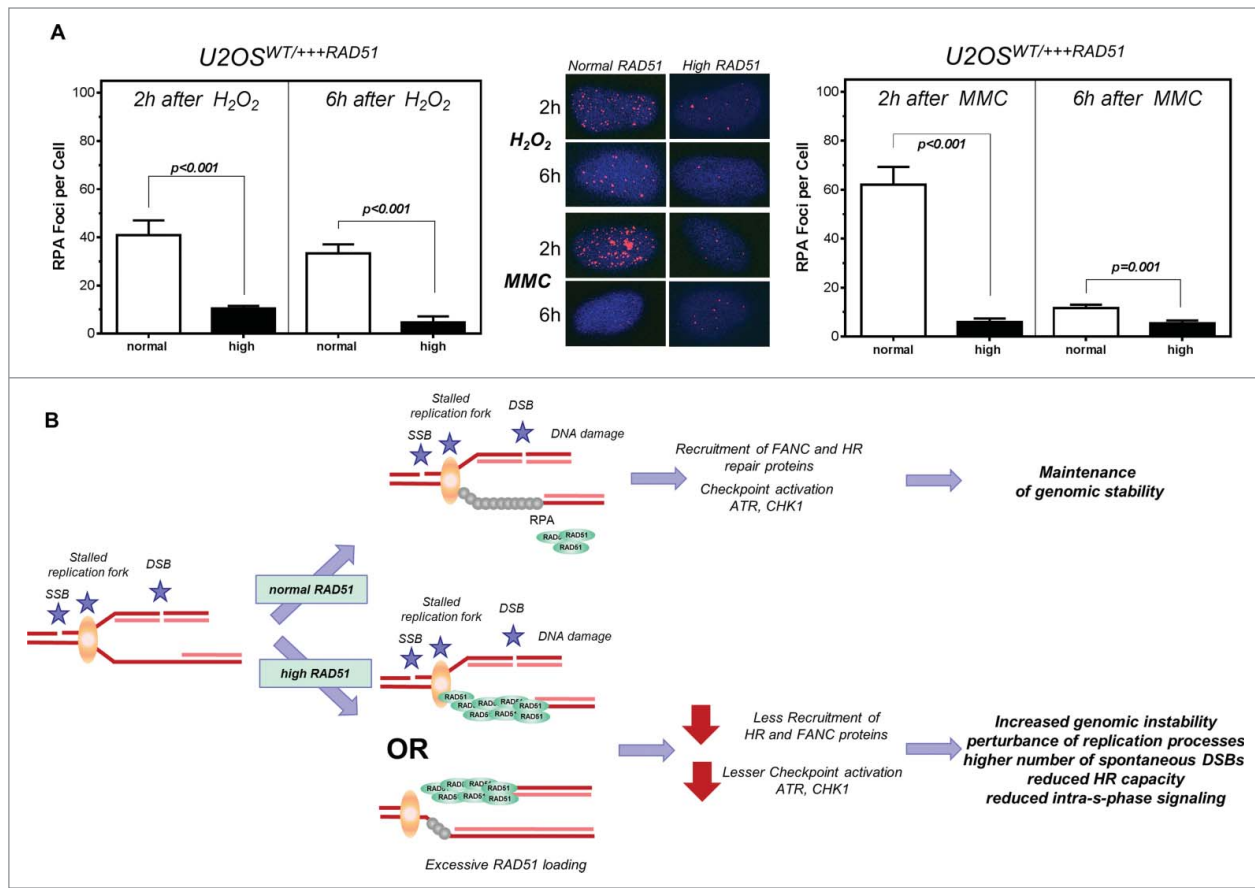 A
U2OS^WT/+++RAD51
2h after H₂O₂
6h after H₂O₂
RPA Foci per Cell
100
80
60
40
20
0
p<0.001
p<0.001
normal
high
normal
high
Normal RAD51
High RAD51
2h
H₂O₂
6h
2h
MMC
6h
U2OS^WT/+++RAD51
2h after MMC
6h after MMC
RPA Foci per Cell
100
80
60
40
20
0
p<0.001
p=0.001
normal
high
normal
high
B
Stalled
replication fork
SSB
DSB
normal RAD51
high RAD51
Stalled
replication fork
SSB
DSB
DNA damage
RPA
RAD51
RAD51
Recruitment of FANC and HR
repair proteins
Checkpoint activation
ATR, CHK1
Maintenance
of genomic stability
Stalled
replication fork
SSB
DSB
DNA damage
RAD51
RAD51
RAD51
RAD51
RAD51
OR
RAD51
RAD51
RAD51
RAD51
Excessive RAD51 loading
Less Recruitment of
HR and FANC proteins
Lesser Checkpoint activation
ATR, CHK1
Increased genomic instability
perturbance of replication processes
higher number of spontaneous DSBs
reduced HR capacity
reduced intra-s-phase signaling